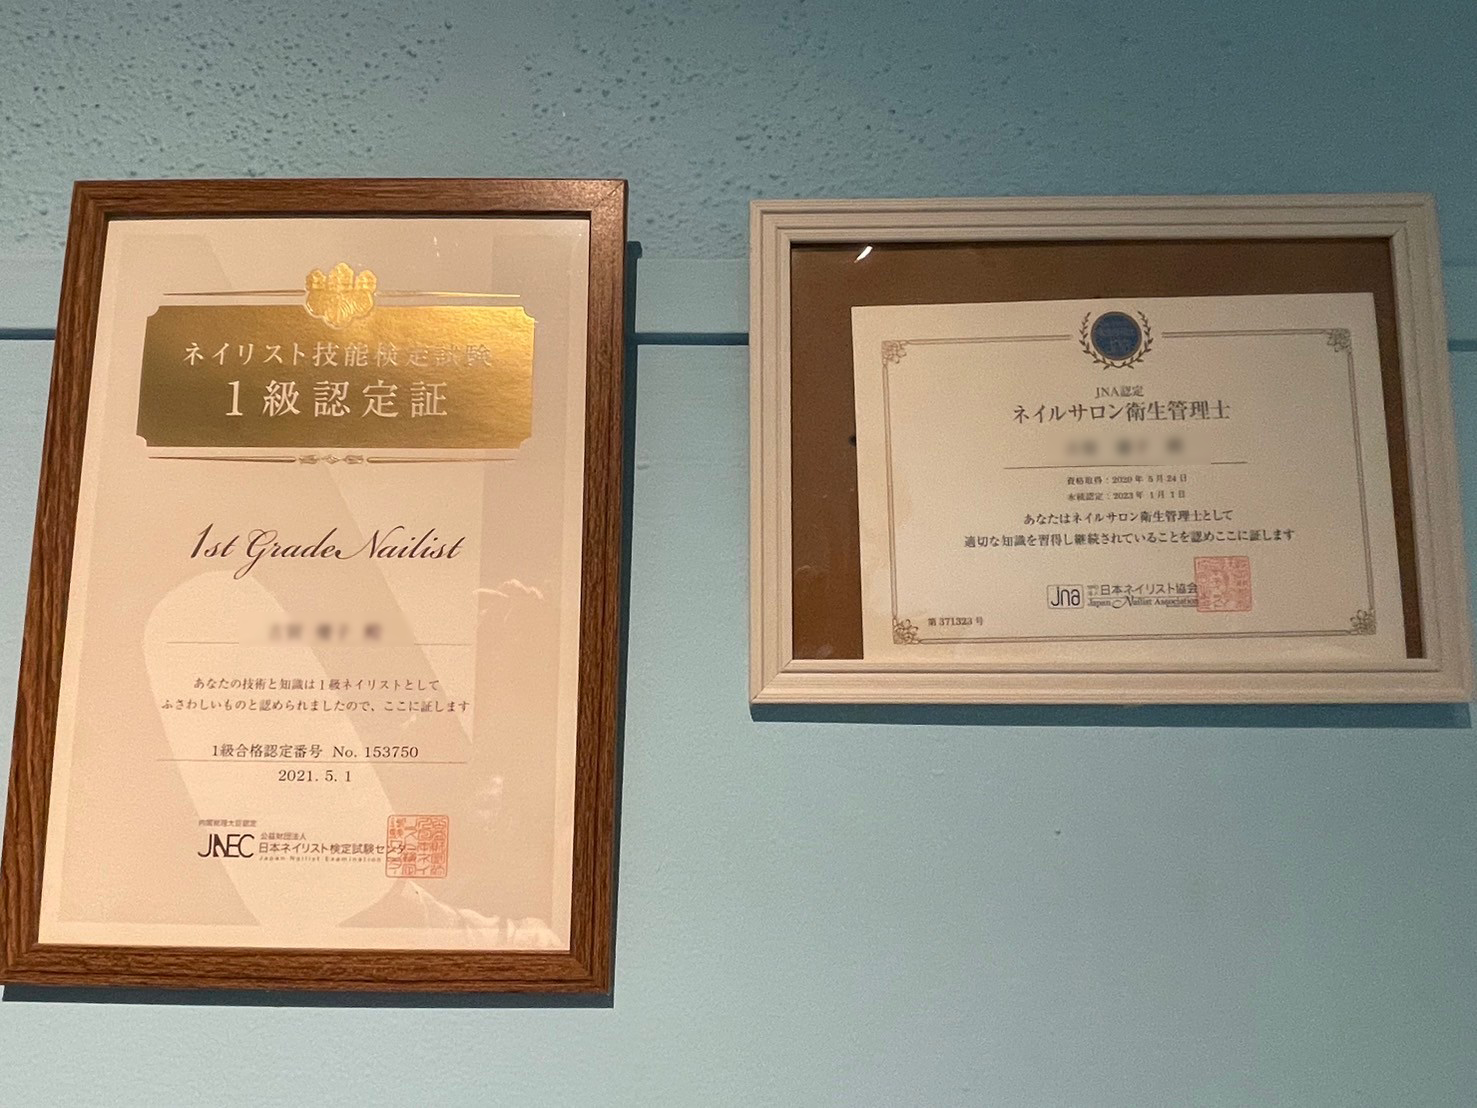 ネイリスト技能検定試験
1級認定証
1st Grade Nailist
あなたの技術と知識は1級ネイリストとして
ふさわしいものと認められましたので、ここに証します
1級合格認定番号 No. 153750
2021. 5. 1
内閣総理大臣認定
JNEC 公益財団法人
日本ネイリスト検定試験センター
Japan Nailist Examination
JNA認定
ネイルサロン衛生管理士
資格取得：2020年 5月 24日
永続認定：2023年 1月 1日
あなたはネイルサロン衛生管理士として
適切な知識を習得し継続されていることを認めここに証します
jna 日本ネイリスト協会
Japan Nailist Association
第 371323 号